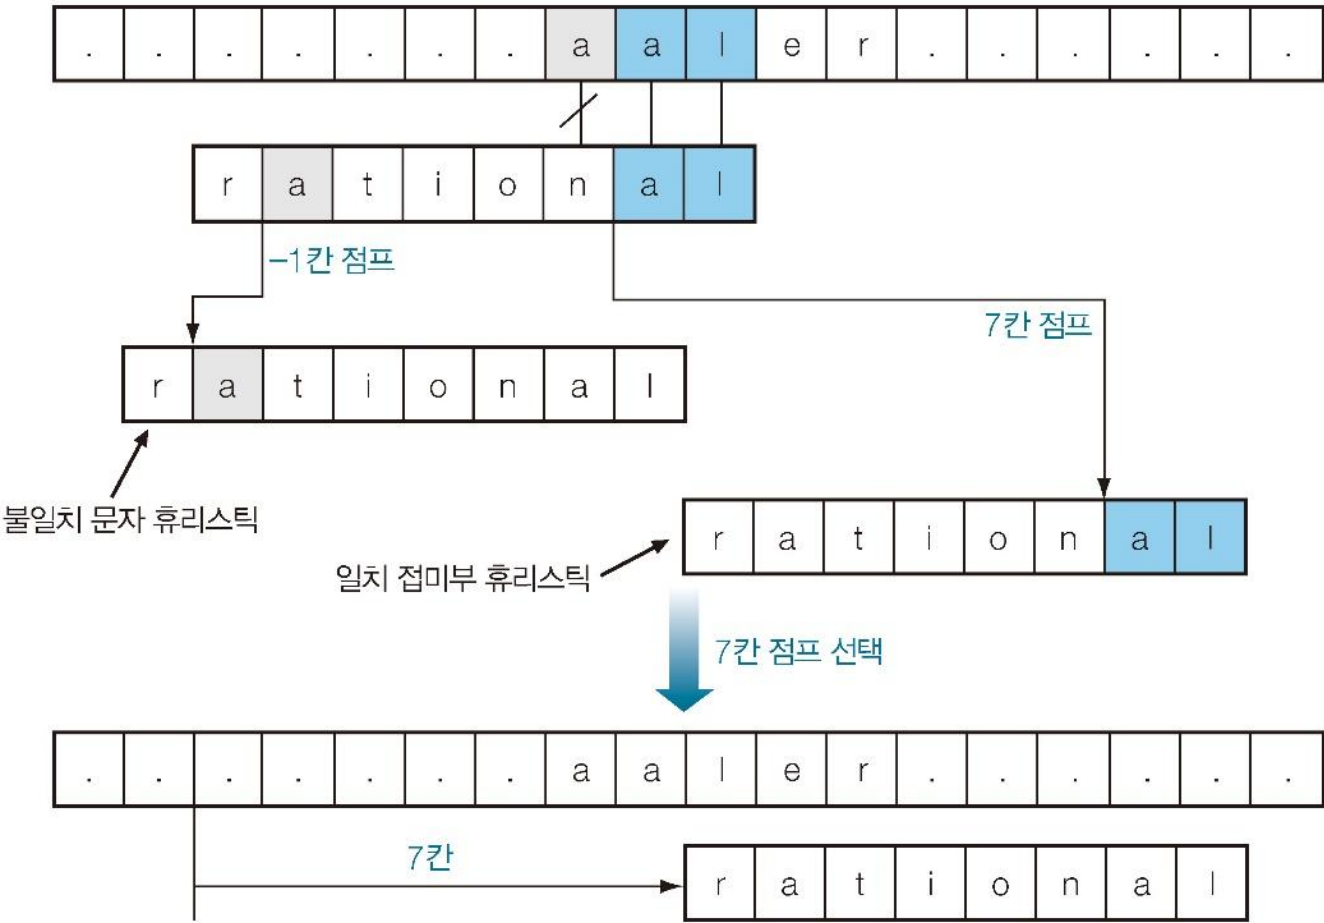 . . . . . . . a a l e r . . . . . .
r a t i o n a l
–1칸 점프
7칸 점프
r a t i o n a l
불일치 문자 휴리스틱
r a t i o n a l
일치 접미부 휴리스틱
7칸 점프 선택
. . . . . . . a a l e r . . . . . .
7칸
r a t i o n a l